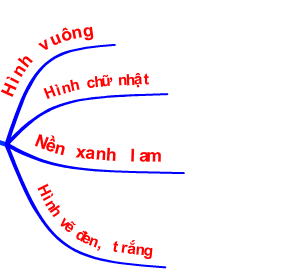 Hình vuông
Hình chữ nhật
Nền xanh lam
Hình vẽ đen, trắng